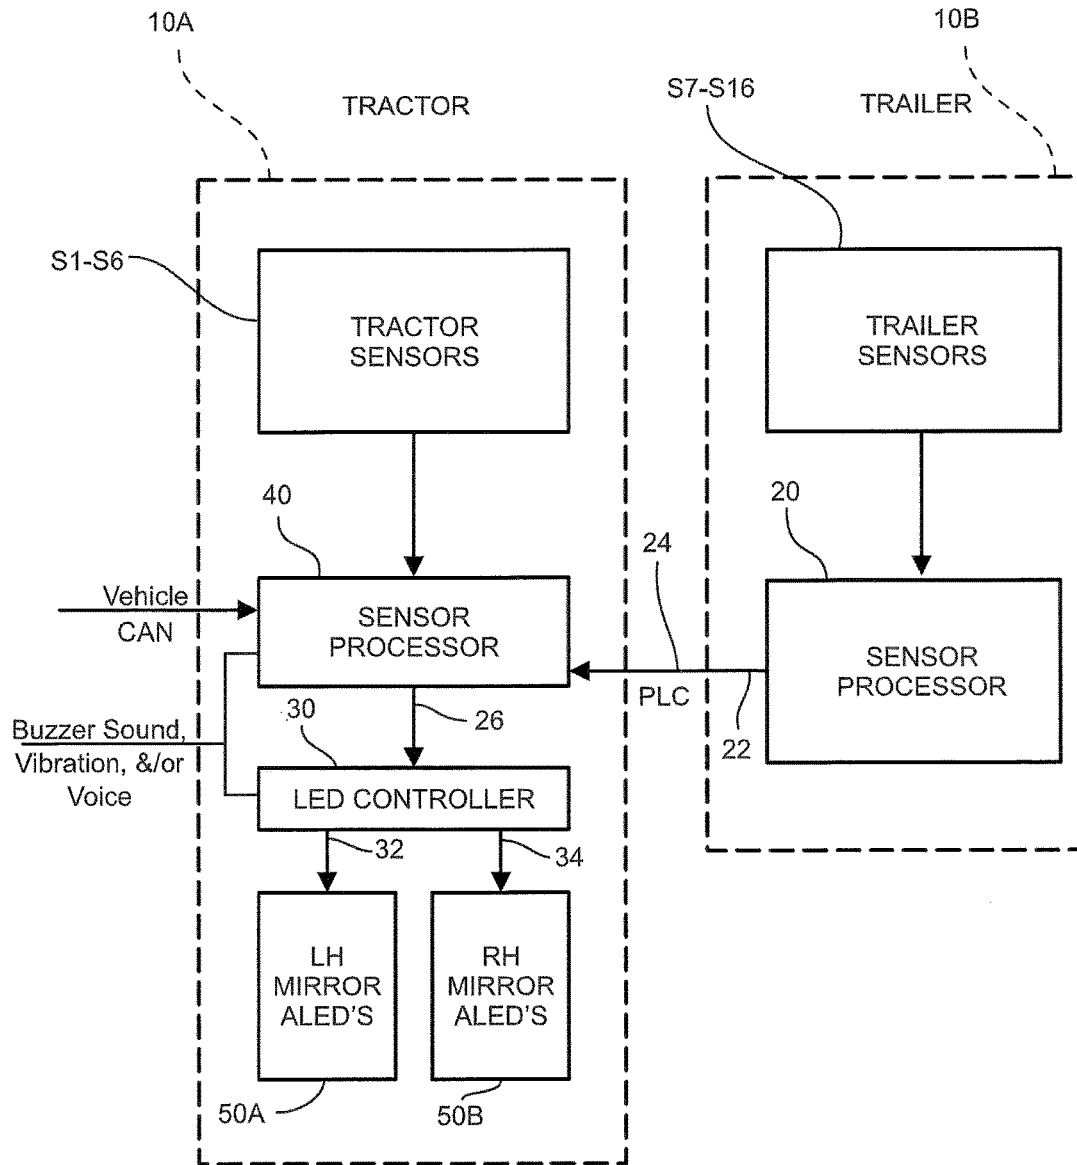 10A
10B
TRACTOR
S7-S16
TRAILER
S1-S6
TRACTOR
SENSORS
TRAILER
SENSORS
40
20
24
Vehicle
CAN
SENSOR
PROCESSOR
SENSOR
PROCESSOR
PLC
22
26
30
Buzzer Sound,
Vibration, &/or
Voice
LED CONTROLLER
32
34
LH
MIRROR
ALED'S
RH
MIRROR
ALED'S
50A
50B